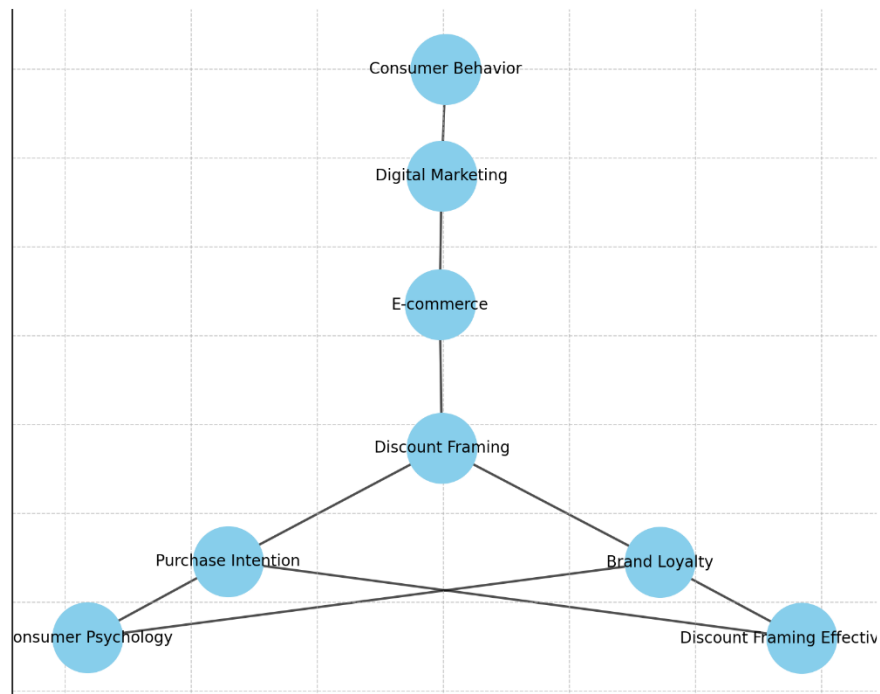 Consumer Behavior
Digital Marketing
E-commerce
Discount Framing
Purchase Intention
Brand Loyalty
onsumer Psychology
Discount Framing Effectiv